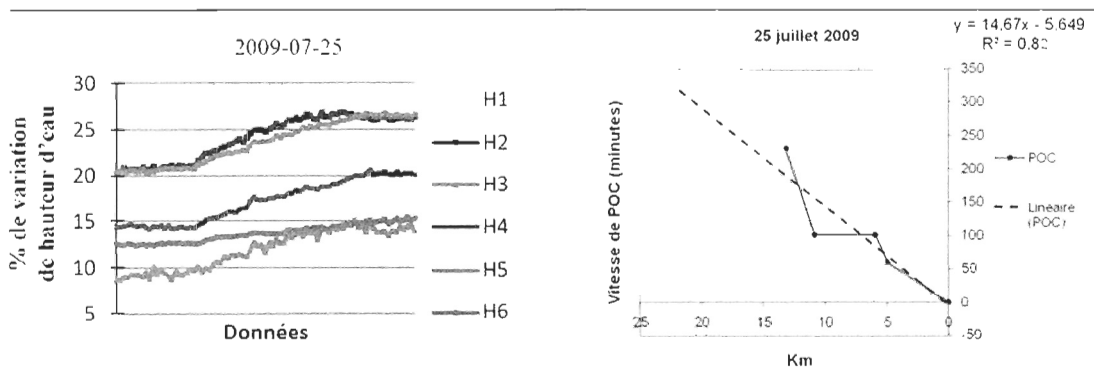 2009-07-25
% de variation
de hauteur d'eau
30
25
20
15
10
5
Données
H1
H2
H3
H4
H5
H6
25 juillet 2009
y = 14,67x - 5,649
R² = 0,82
Vitesse de POC (minutes)
350
300
250
200
150
100
50
0
-50
25
20
15
10
5
0
Km
POC
Linéaire
(POC)